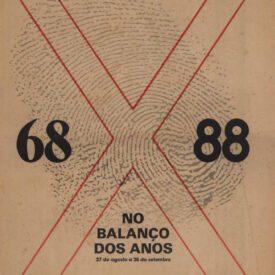 68 88
NO
BALANÇO
DOS ANOS
27 de agosto a 26 de setembro